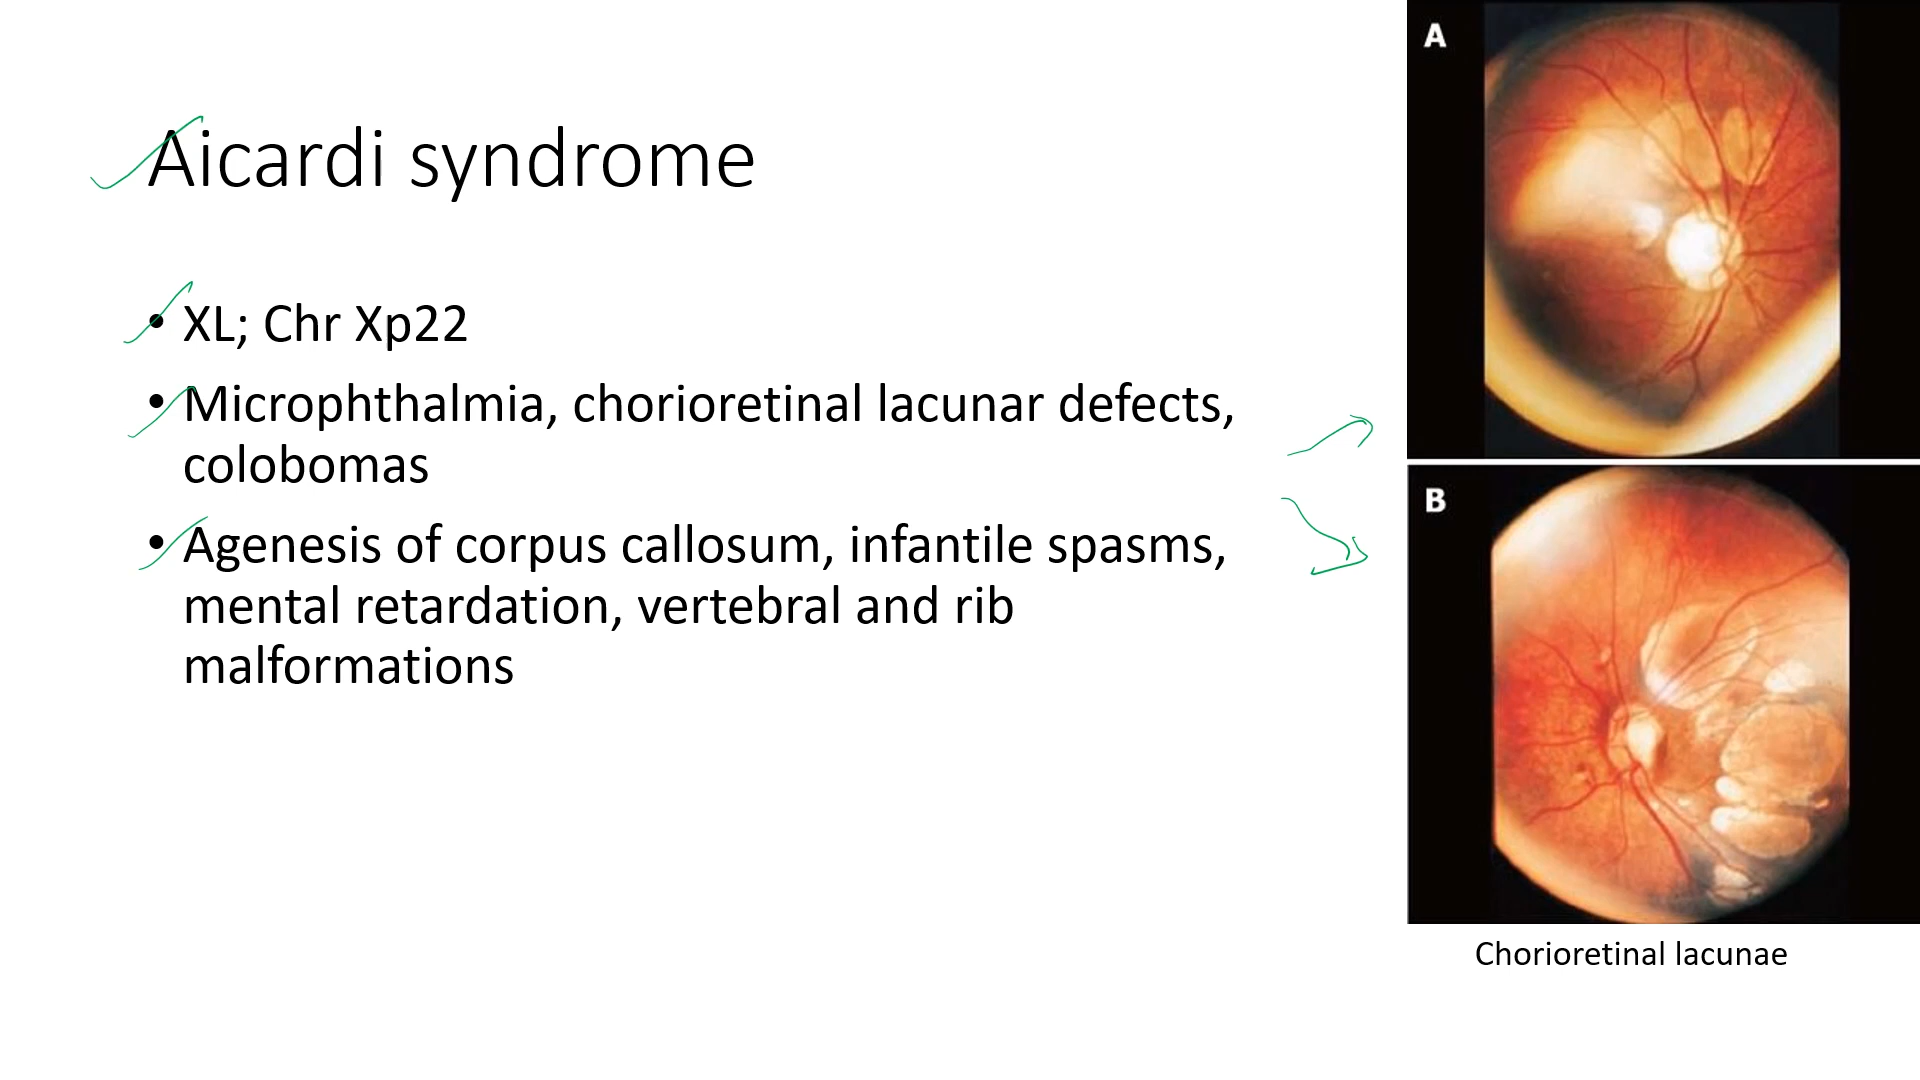 Aicardi syndrome
• XL; Chr Xp22
• Microphthalmia, chorioretinal lacunar defects,
colobomas
• Agenesis of corpus callosum, infantile spasms,
mental retardation, vertebral and rib
malformations
A
B
Chorioretinal lacunae